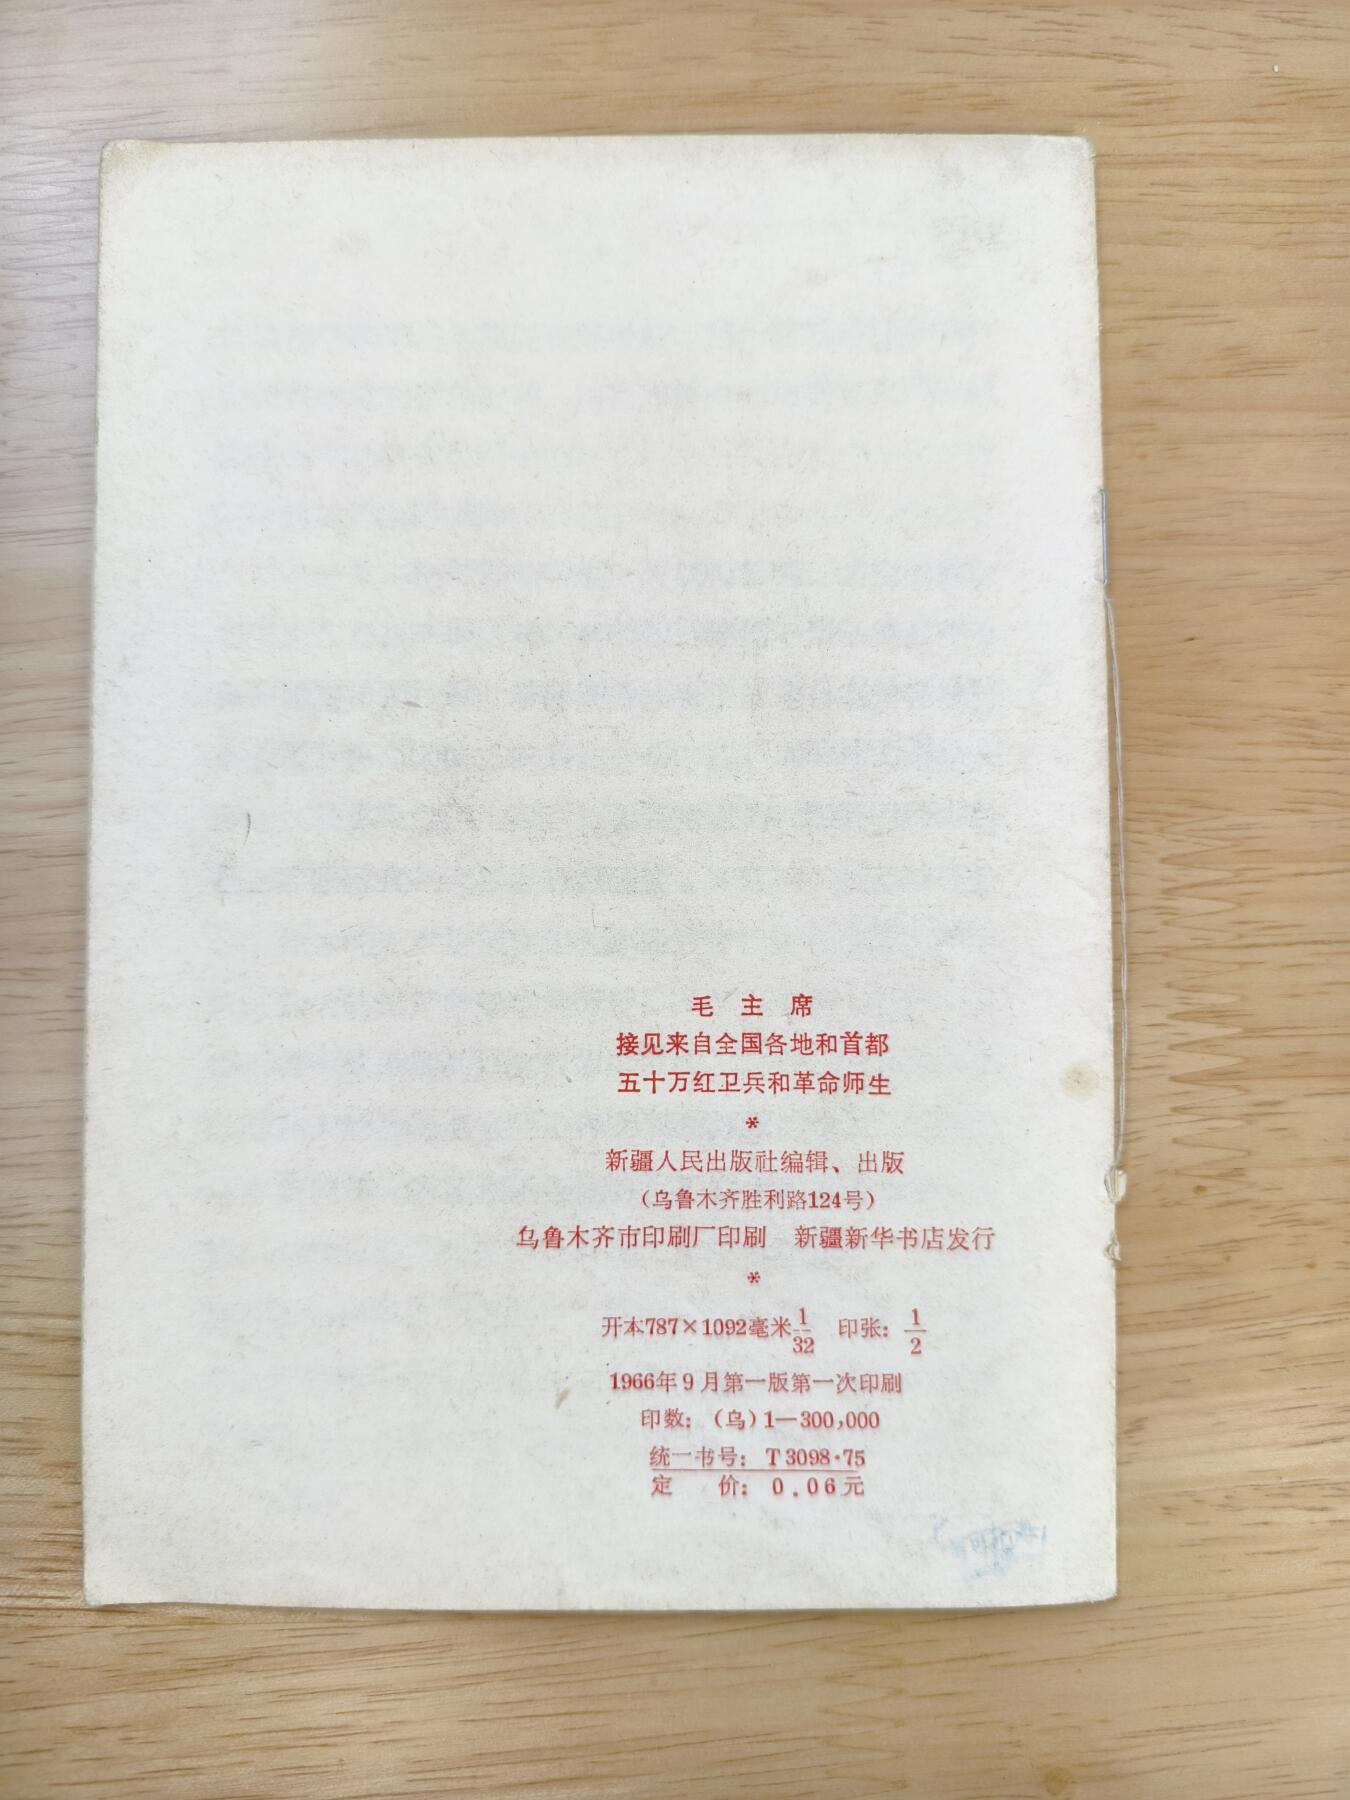 毛 主 席
接见来自全国各地和首都
五十万红卫兵和革命师生
*
新疆人民出版社编辑、出版
（乌鲁木齐胜利路124号）
乌鲁木齐市印刷厂印刷 新疆新华书店发行
*
开本787×1092毫米1/32 印张：1/2
1966年9月第一版第一次印刷
印数：（乌）1—300,000
统一书号：T3098·75
定 价：0.06元